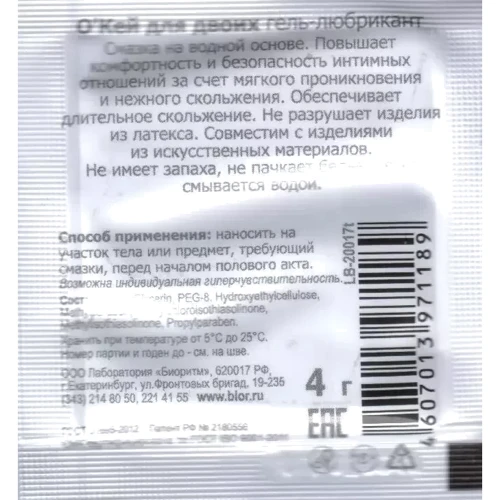 О'Кей для двоих гель-любрикант
Смазка на водной основе. Повышает
комфортность и безопасность интимных
отношений за счет мягкого проникновения
и нежного скольжения. Обеспечивает
длительное скольжение. Не разрушает изделия
из латекса. Совместим с изделиями
из искусственных материалов.
Не имеет запаха, не пачкает
смывается водой.
Способ применения: наносить на
участок тела или предмет, требующий
смазки, перед началом полового акта.
Возможна индивидуальная гиперчувствительность.
PEG-8, Hydroxyethylcellulose,
Methylisothiasolinone, Propylparaben.
Хранить при температуре от 5°С до 25°С.
Номер партии и годен до - см. на шве.
ООО Лаборатория «Биоритм», 620017 РФ,
г.Екатеринбург, ул.Фронтовых бригад, 19-235
(343) 214 80 50, 221 41 55 www.bior.ru
Патент РФ № 2180556
4 г
EAC
LB-20017t
4607013971189